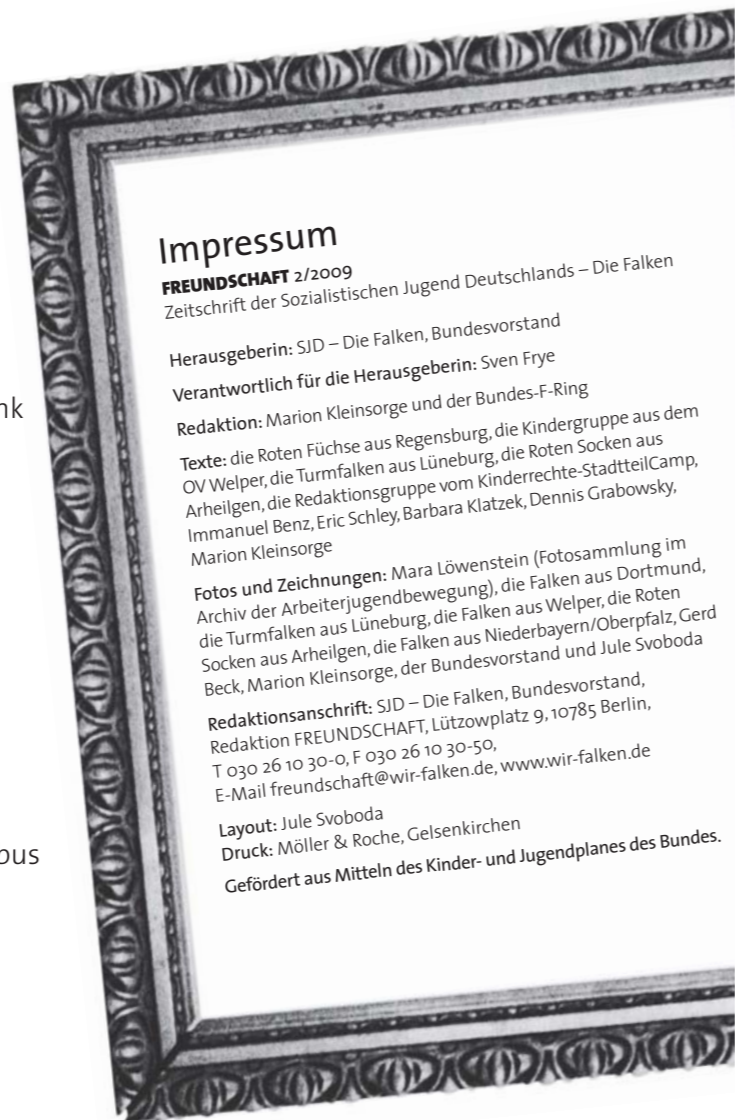 Impressum
FREUNDSCHAFT 2/2009
Zeitschrift der Sozialistischen Jugend Deutschlands – Die Falken
Herausgeberin: SJD – Die Falken, Bundesvorstand
Verantwortlich für die Herausgeberin: Sven Frye
Redaktion: Marion Kleinsorge und der Bundes-F-Ring
Texte: die Roten Füchse aus Regensburg, die Kindergruppe aus dem
OV Welper, die Turmfalken aus Lüneburg, die Roten Socken aus
Arheilgen, die Redaktionsgruppe vom Kinderrechte-StadtteilCamp,
Immanuel Benz, Eric Schley, Barbara Klatzek, Dennis Grabowsky,
Marion Kleinsorge
Fotos und Zeichnungen: Mara Löwenstein (Fotosammlung im
Archiv der Arbeiterjugendbewegung), die Falken aus Dortmund,
die Turmfalken aus Lüneburg, die Falken aus Welper, die Roten
Socken aus Arheilgen, die Falken aus Niederbayern/Oberpfalz, Gerd
Beck, Marion Kleinsorge, der Bundesvorstand und Jule Svoboda
Redaktionsanschrift: SJD – Die Falken, Bundesvorstand,
Redaktion FREUNDSCHAFT, Lützowplatz 9, 10785 Berlin,
T 030 26 10 30-0, F 030 26 10 30-50,
E-Mail freundschaft@wir-falken.de, www.wir-falken.de
Layout: Jule Svoboda
Druck: Möller & Roche, Gelsenkirchen
Gefördert aus Mitteln des Kinder- und Jugendplanes des Bundes.